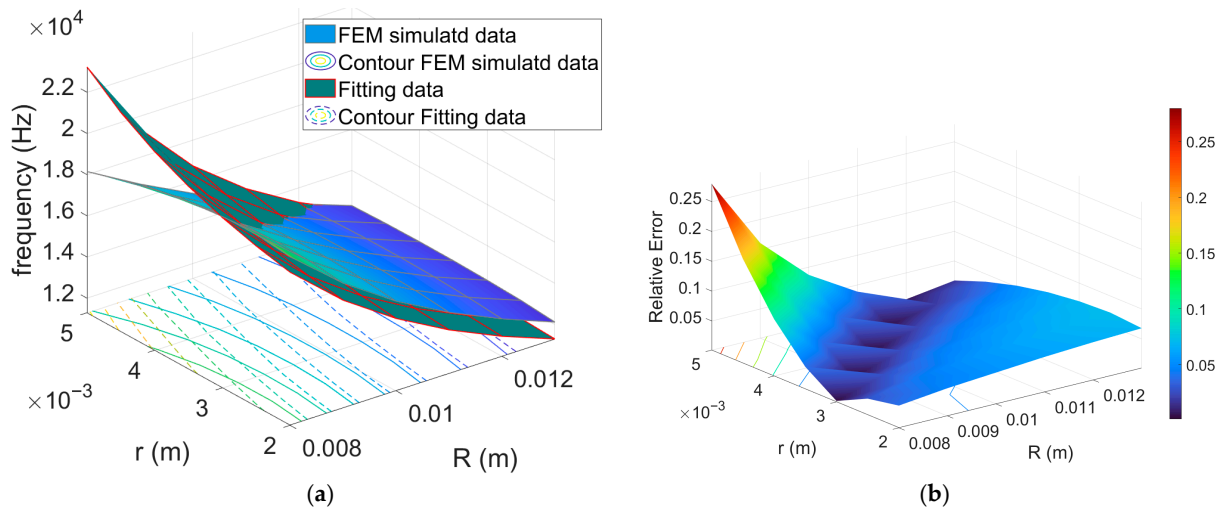 ×10⁴
FEM simulatd data
Contour FEM simulatd data
Fitting data
Contour Fitting data
2.2
2
1.8
1.6
1.4
1.2
frequency (Hz)
5
4
3
2
×10⁻³
r (m)
0.008
0.01
0.012
R (m)
(a)
0.25
0.2
0.15
0.1
0.05
Relative Error
5
4
3
2
×10⁻³
r (m)
0.008
0.009
0.01
0.011
0.012
R (m)
0.25
0.20
0.15
0.10
0.05
(b)